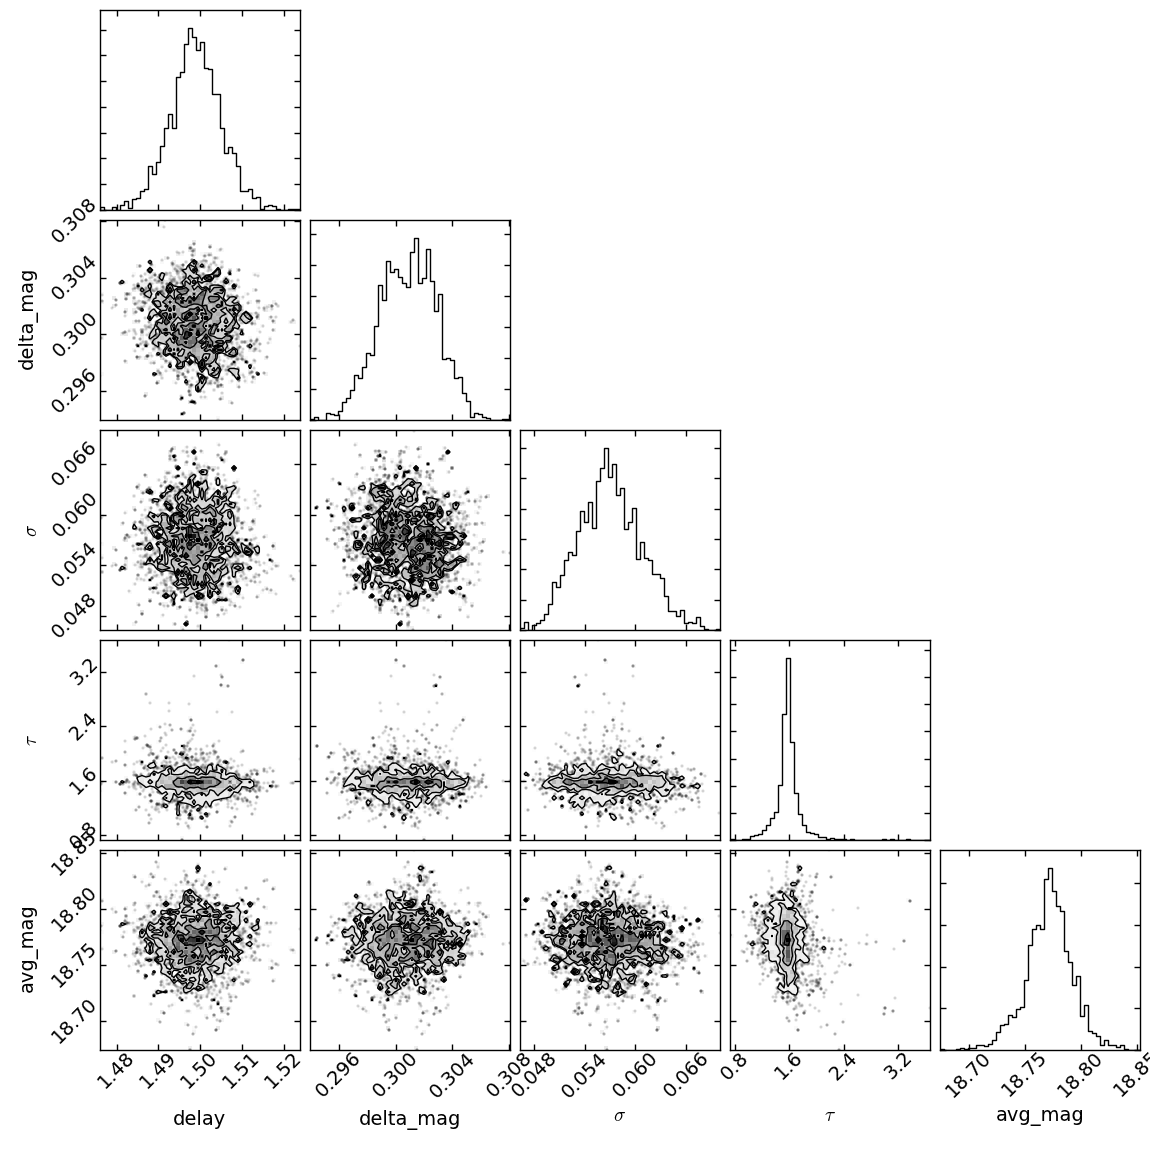 0.308
0.304
0.300
0.296
delta_mag
0.066
0.060
0.054
0.048
σ
3.2
2.4
1.6
0.8
τ
18.85
18.80
18.75
18.70
avg_mag
1.48 1.49 1.50 1.51 1.52
0.296 0.300 0.304 0.308
0.048 0.054 0.060 0.066
0.8 1.6 2.4 3.2
18.70 18.75 18.80 18.85
delay delta_mag σ τ avg_mag